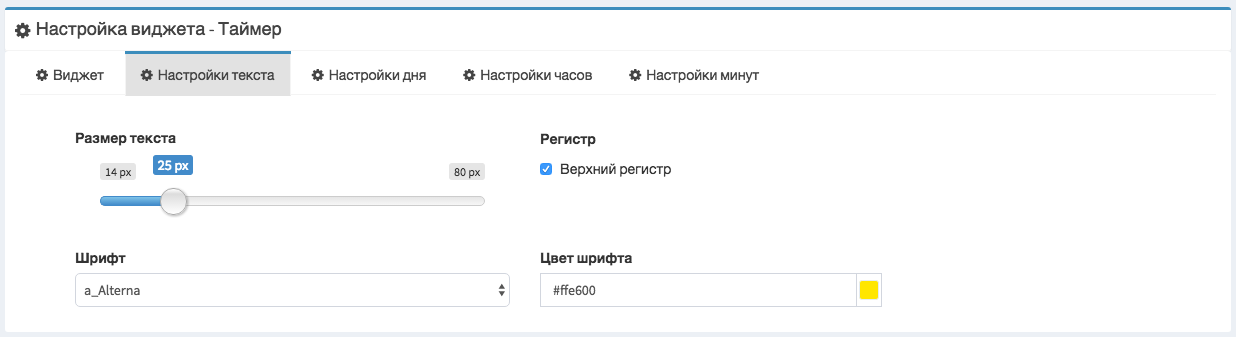 Настройка виджета - Таймер
Виджет Настройки текста Настройки дня Настройки часов Настройки минут
Размер текста Регистр
14 px 25 px 80 px Верхний регистр
Шрифт Цвет шрифта
a_Alterna #ffe600